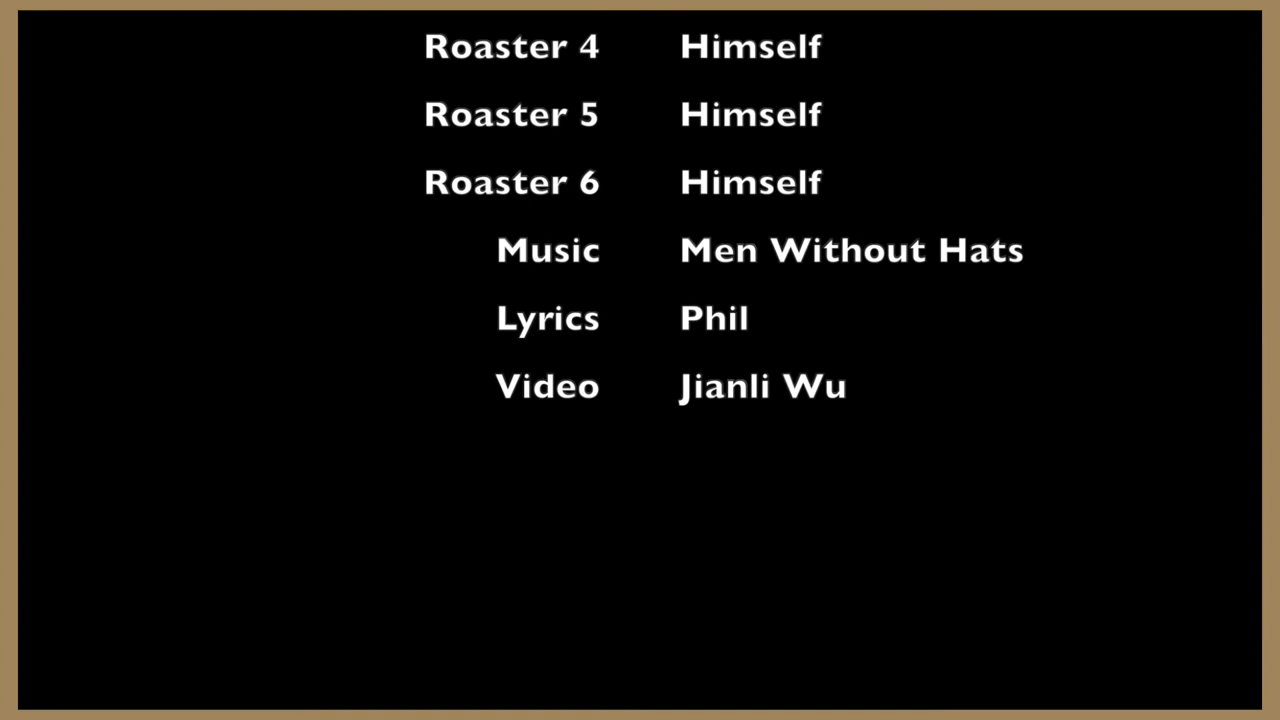 Roaster 4 Himself
Roaster 5 Himself
Roaster 6 Himself
Music Men Without Hats
Lyrics Phil
Video Jianli Wu